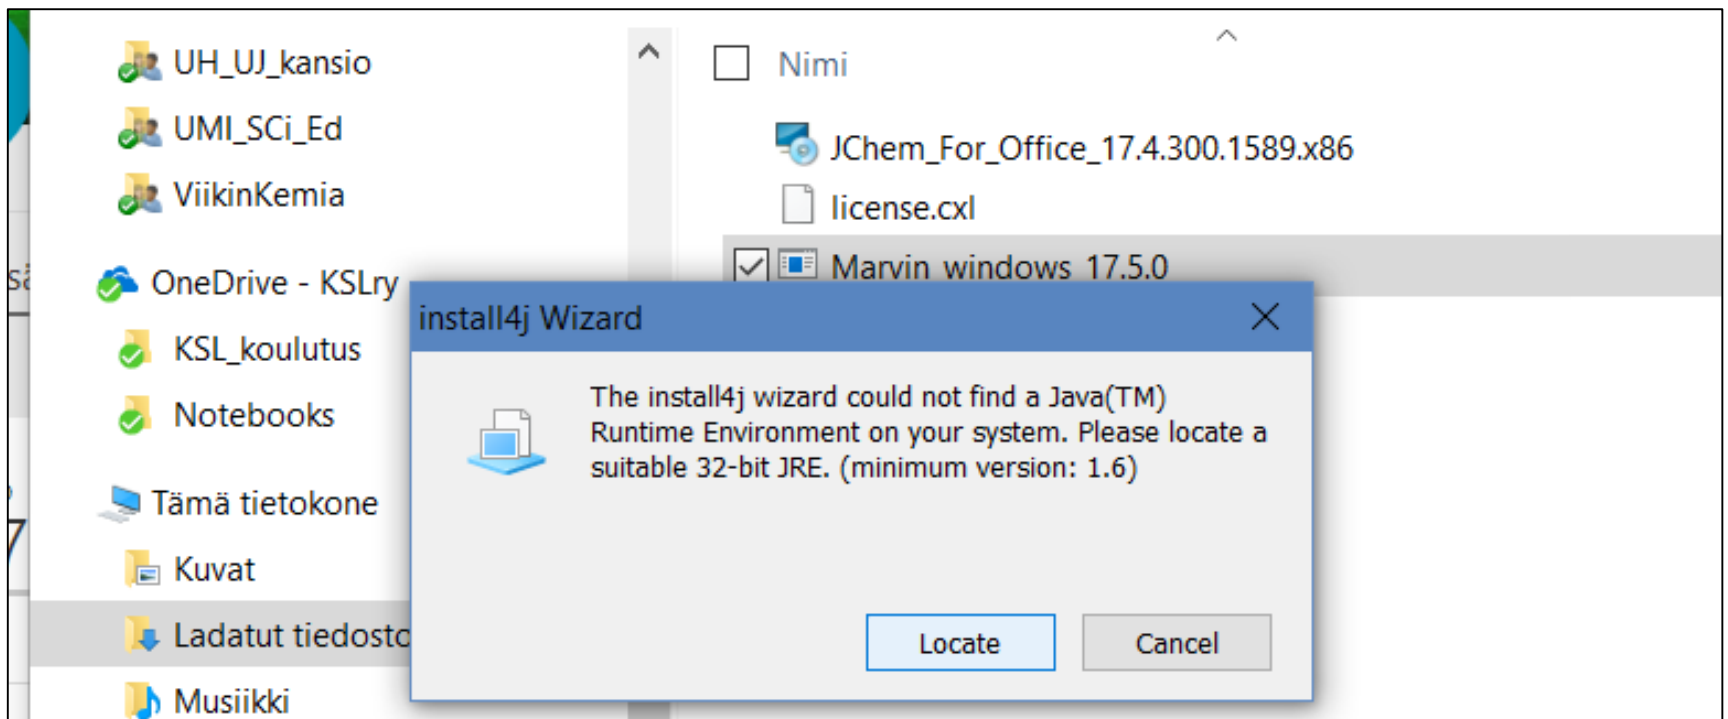 UH_UJ_kansio
UMI_SCi_Ed
ViikinKemia
OneDrive - KSLry
KSL_koulutus
Notebooks
Tämä tietokone
Kuvat
Ladatut tiedosto
Musiikki
Nimi
JChem_For_Office_17.4.300.1589.x86
license.cxl
Marvin_windows_17.5.0
install4j Wizard
The install4j wizard could not find a Java(TM)
Runtime Environment on your system. Please locate a
suitable 32-bit JRE. (minimum version: 1.6)
Locate
Cancel